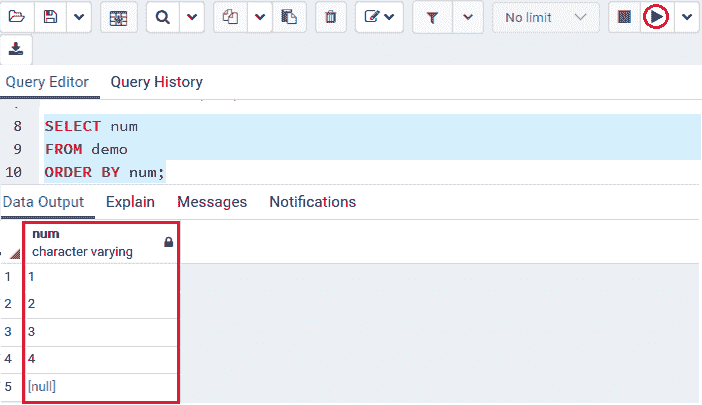 No limit
Query Editor Query History
8 SELECT num
9 FROM demo
10 ORDER BY num;
Data Output Explain Messages Notifications
num
character varying
1 1
2 2
3 3
4 4
5 [null]